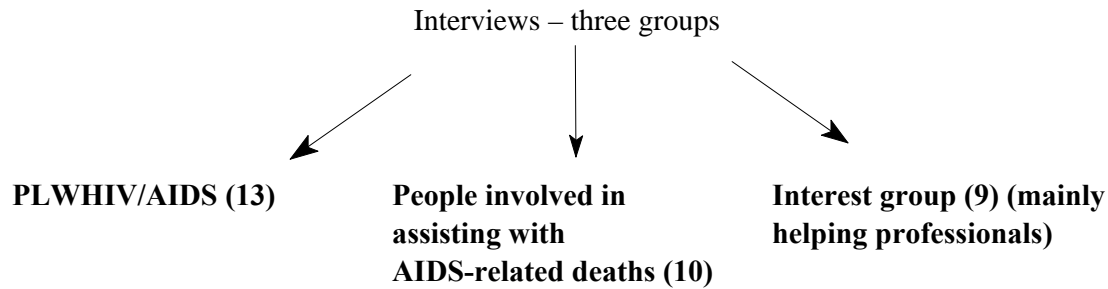 Interviews – three groups
PLWHIV/AIDS (13)
People involved in
assisting with
AIDS-related deaths (10)
Interest group (9) (mainly
helping professionals)